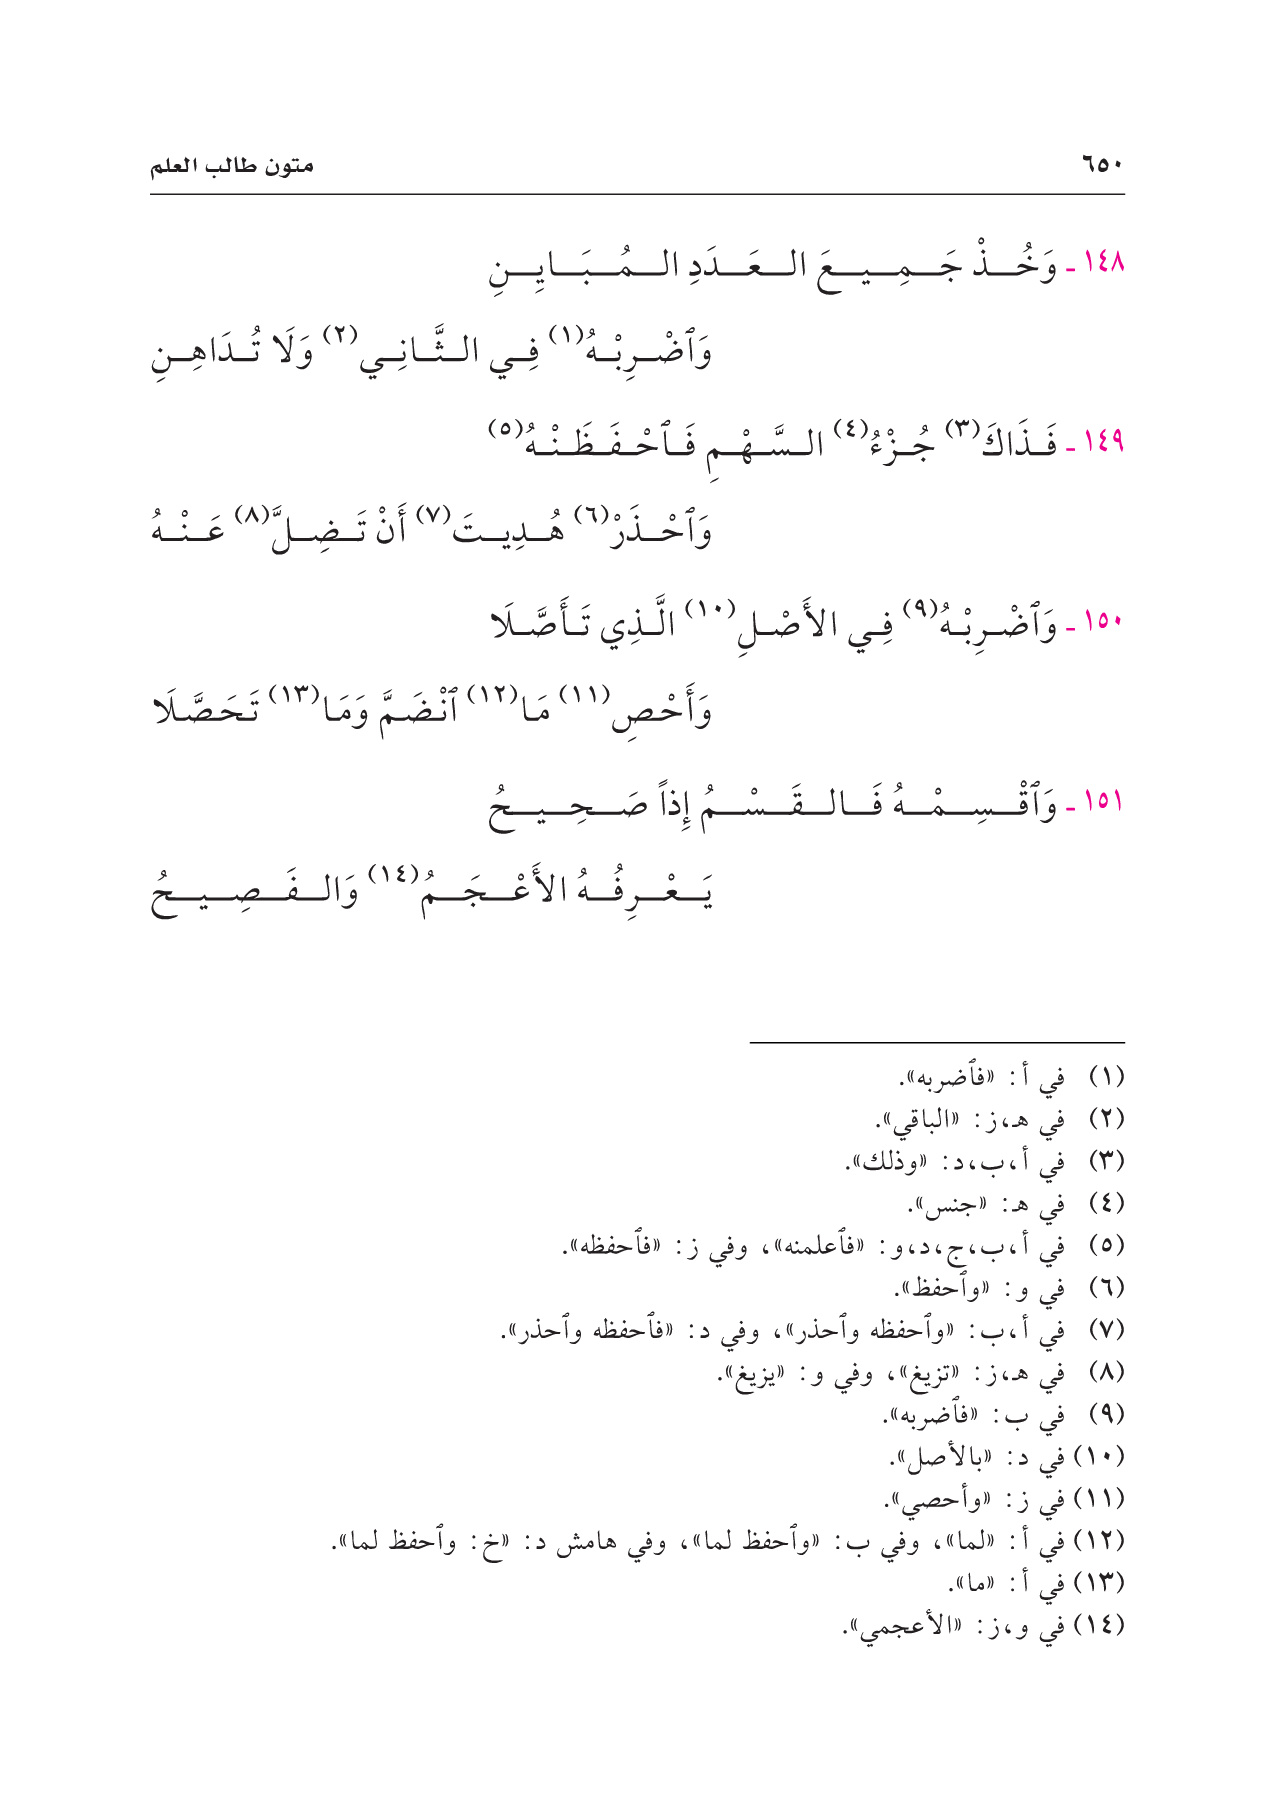 ٦٥٠ متون طالب العلم
١٤٨ - وَخُذْ جَمِيعَ العَدَدِ المُبَايِنِ
وَٱضْرِبْهُ(١) فِي الثَّانِي(٢) وَلَا تُدَاهِنِ
١٤٩ - فَذَاكَ(٣) جُزْءُ(٤) السَّهْمِ فَٱحْفَظَنْهُ(٥)
وَٱحْذَرْ(٦) هُدِيتَ(٧) أَنْ تَضِلَّ(٨) عَنْهُ
١٥٠ - وَٱضْرِبْهُ(٩) فِي الأَصْلِ(١٠) الَّذِي تَأَصَّلَا
وَأَحْصِ(١١) مَا(١٢) ٱنْضَمَّ وَمَا(١٣) تَحَصَّلَا
١٥١ - وَٱقْسِمْهُ فَالقَسْمُ إِذاً صَحِيحُ
يَعْرِفُهُ الأَعْجَمُ(١٤) وَالفَصِيحُ
(١) في أ: «فٱضربه».
(٢) في هـ،ز: «الباقي».
(٣) في أ،ب،د: «وذلك».
(٤) في هـ: «جنس».
(٥) في أ،ب،ج،د،و: «فٱعلمنه»، وفي ز: «فٱحفظه».
(٦) في و: «وٱحفظ».
(٧) في أ،ب: «وٱحفظه وٱحذر»، وفي د: «فٱحفظه وٱحذر».
(٨) في هـ،ز: «تزيغ»، وفي و: «يزيغ».
(٩) في ب: «فٱضربه».
(١٠) في د: «بالأصل».
(١١) في ز: «وأحصي».
(١٢) في أ: «لما»، وفي ب: «وٱحفظ لما»، وفي هامش د: «خ: وٱحفظ لما».
(١٣) في أ: «ما».
(١٤) في و،ز: «الأعجمي».